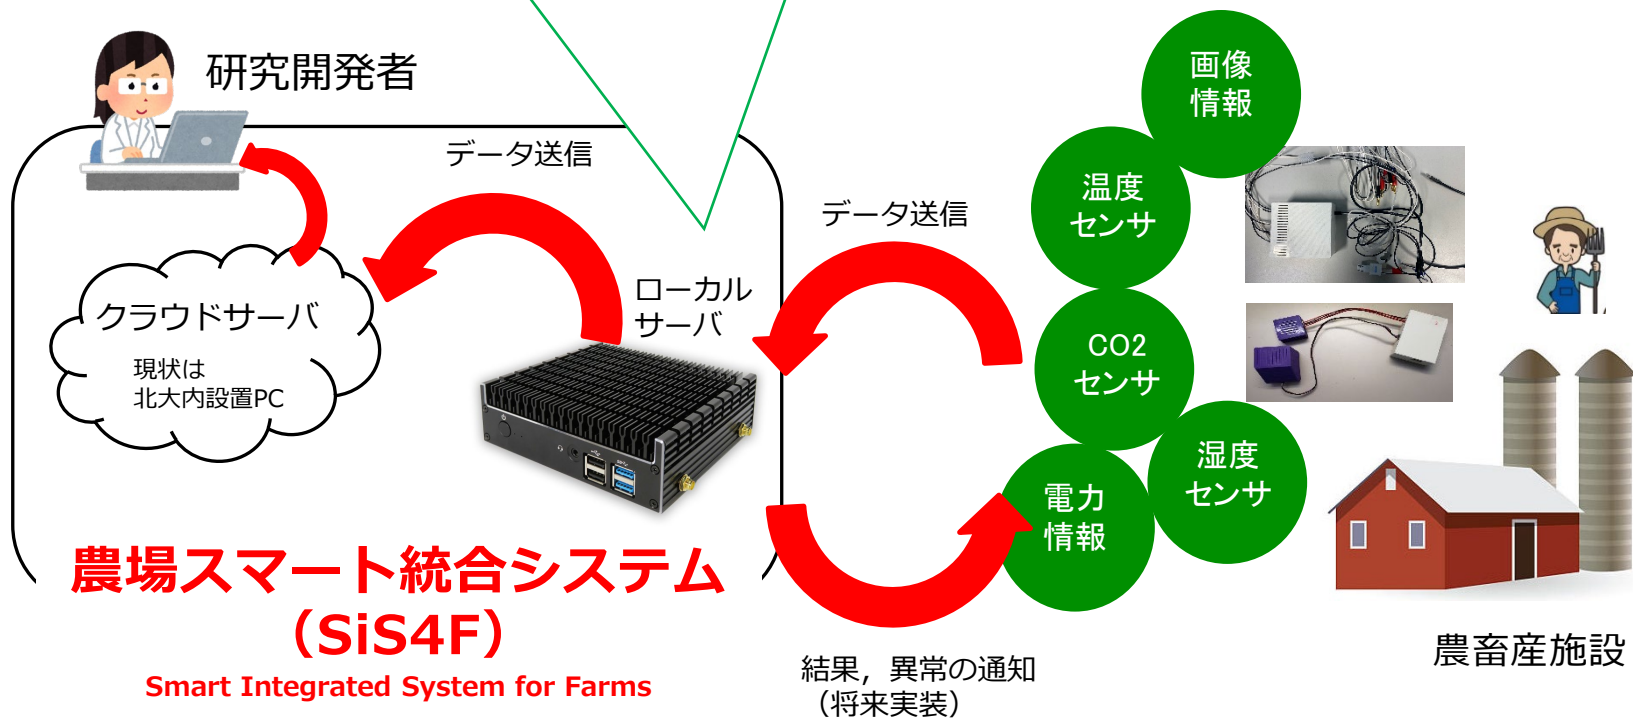 研究開発者
データ送信
クラウドサーバ
現状は
北大内設置PC
ローカル
サーバ
データ送信
画像
情報
温度
センサ
CO2
センサ
湿度
センサ
電力
情報
農場スマート統合システム
（SiS4F）
Smart Integrated System for Farms
結果，異常の通知
（将来実装）
農畜産施設